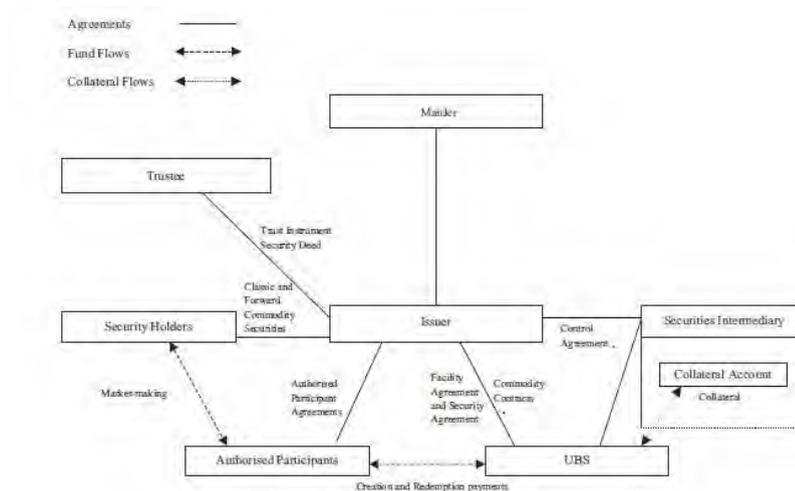 Agreements
Fund Flows
Collateral Flows
Manler
Trustee
Trust Instrument
Security Deed
Classic and
Forward
Commodity
Securities
Security Holders
Issuer
Control
Agreement
Securities Intermediary
Collateral Account
Collateral
Market-making
Authorised
Participant
Agreements
Facility
Agreement
and Security
Agreement
Commodity
Contracts
Authorised Participants
UBS
Creation and Redemption payments